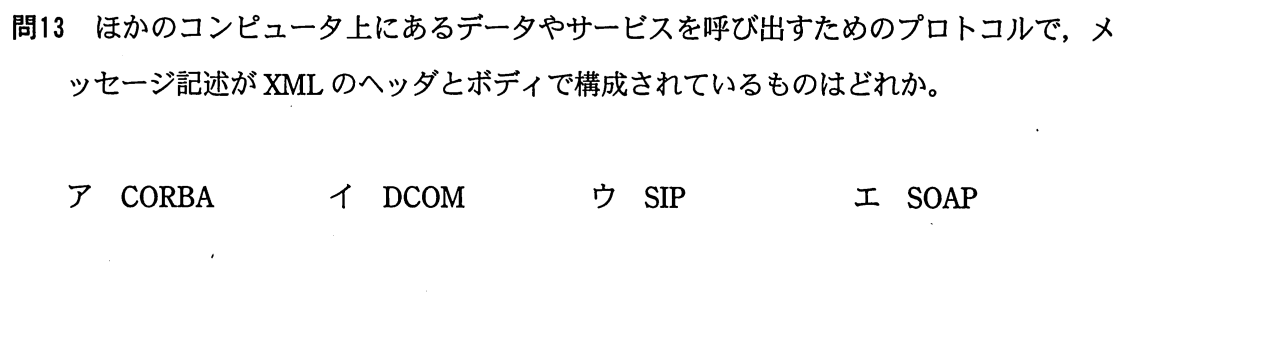 問13 ほかのコンピュータ上にあるデータやサービスを呼び出すためのプロトコルで，メ
ッセージ記述が XML のヘッダとボディで構成されているものはどれか。
ア CORBA イ DCOM ウ SIP エ SOAP